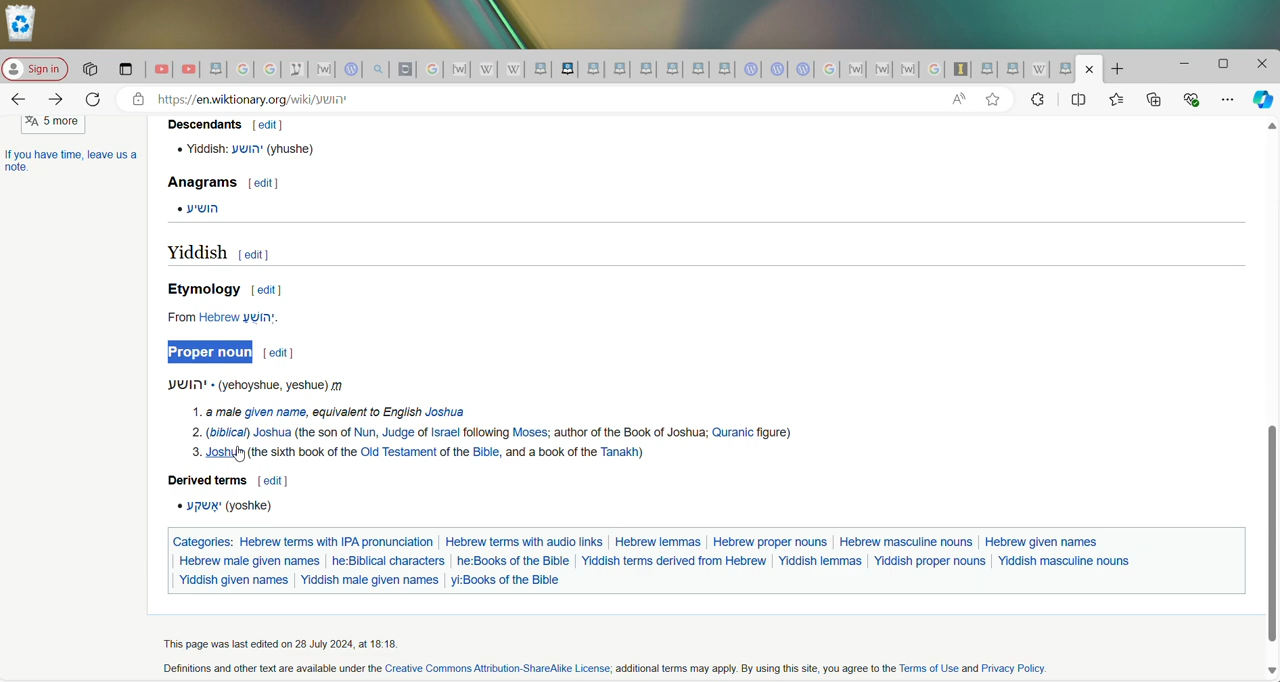 Sign in
https://en.wiktionary.org/wiki/יהושע
5 more
If you have time, leave us a
note.
Descendants [ edit ]
• Yiddish: יהושע (yhushe)
Anagrams [ edit ]
• הושיע
Yiddish [ edit ]
Etymology [ edit ]
From Hebrew יְהוֹשֻׁעַ.
Proper noun [ edit ]
יהושע • (yehoyshue, yeshue) m
1. a male given name, equivalent to English Joshua
2. (biblical) Joshua (the son of Nun, Judge of Israel following Moses; author of the Book of Joshua; Quranic figure)
3. Joshua (the sixth book of the Old Testament of the Bible, and a book of the Tanakh)
Derived terms [ edit ]
• יאָשקע (yoshke)
Categories: Hebrew terms with IPA pronunciation | Hebrew terms with audio links | Hebrew lemmas | Hebrew proper nouns | Hebrew masculine nouns | Hebrew given names
| Hebrew male given names | he:Biblical characters | he:Books of the Bible | Yiddish terms derived from Hebrew | Yiddish lemmas | Yiddish proper nouns | Yiddish masculine nouns
| Yiddish given names | Yiddish male given names | yi:Books of the Bible
This page was last edited on 28 July 2024, at 18:18.
Definitions and other text are available under the Creative Commons Attribution-ShareAlike License; additional terms may apply. By using this site, you agree to the Terms of Use and Privacy Policy.